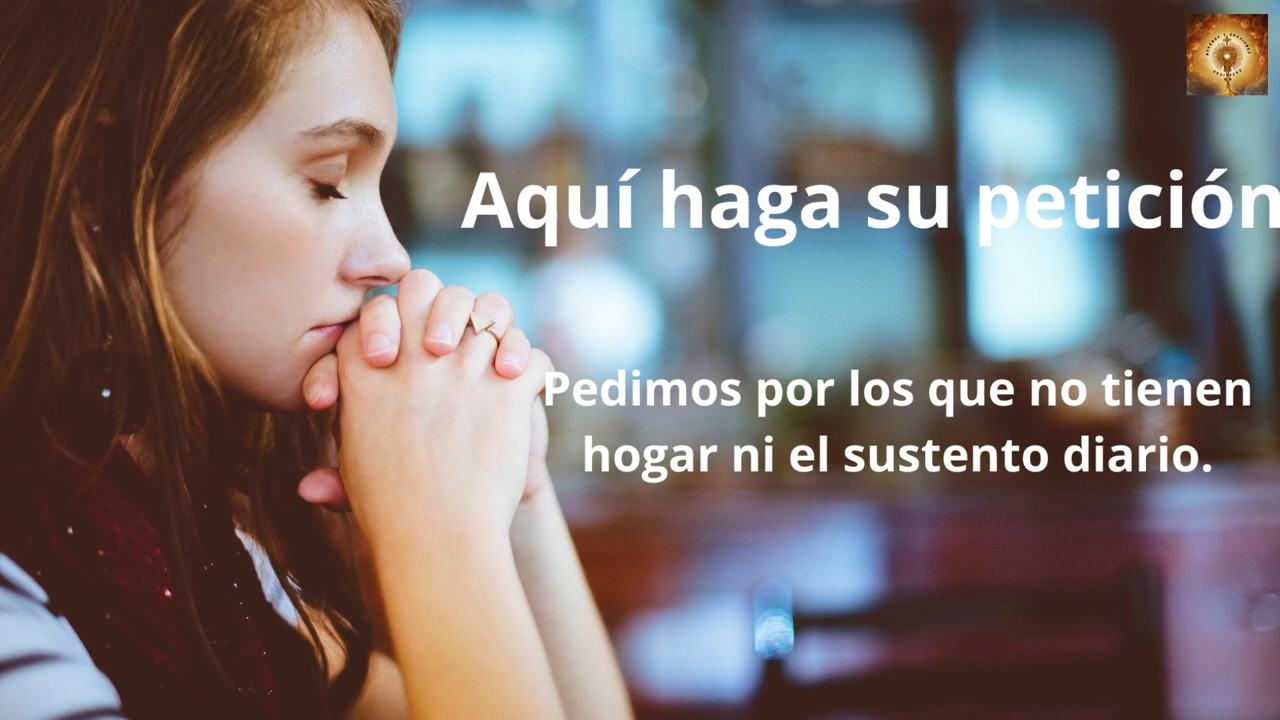 Aquí haga su petición
Pedimos por los que no tienen
hogar ni el sustento diario.